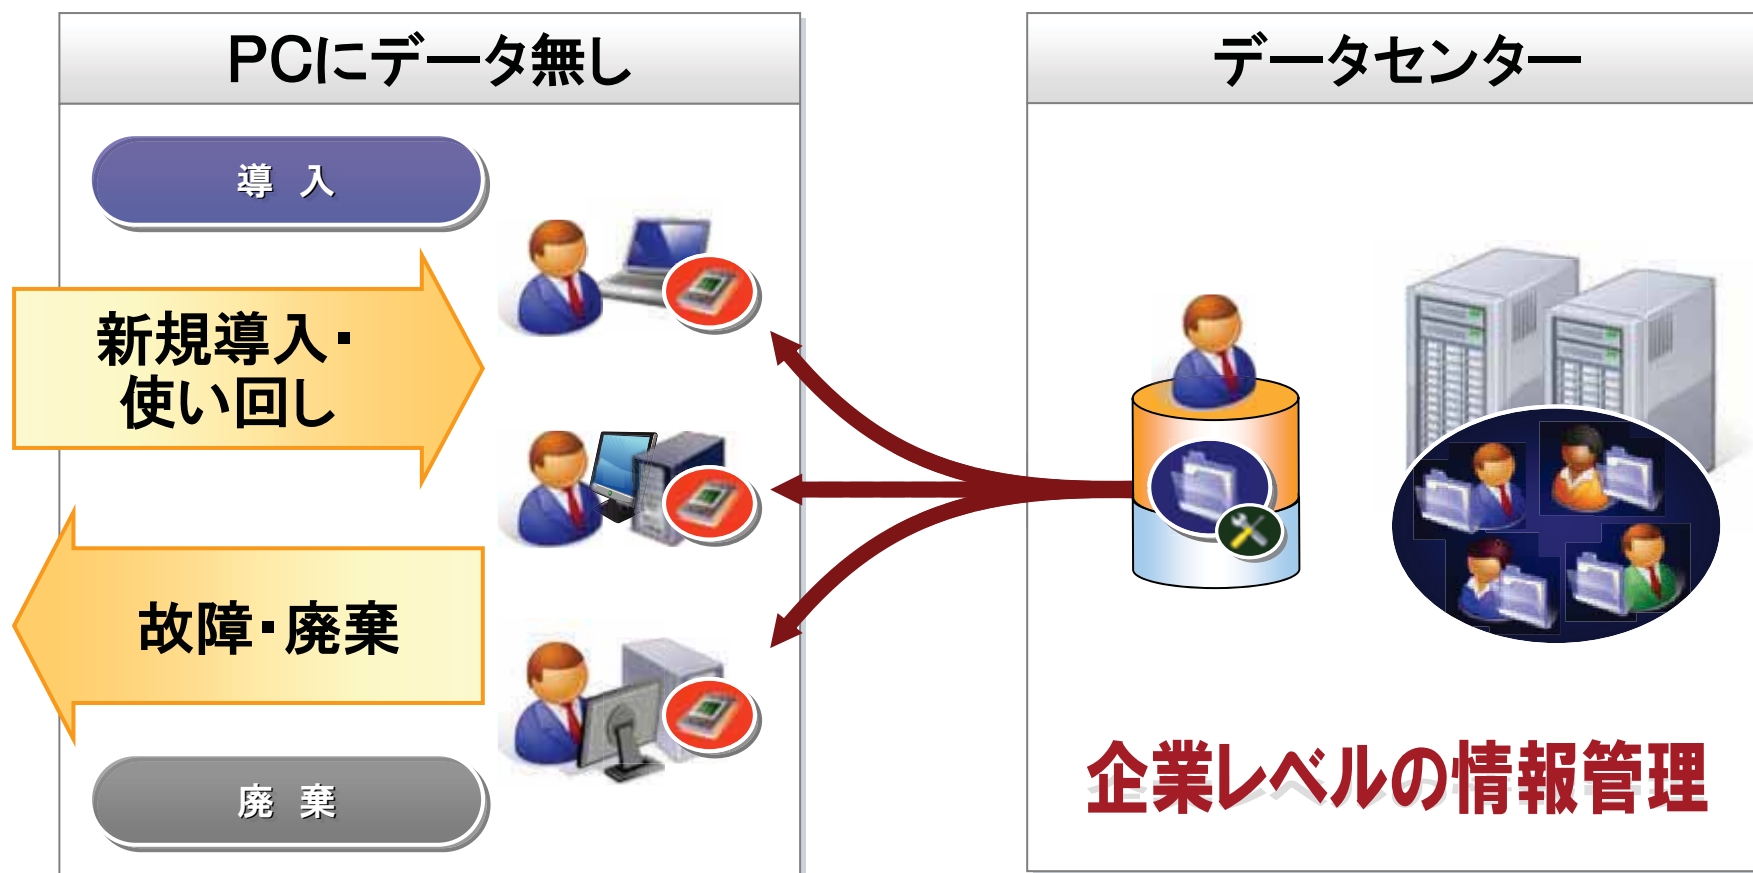 PCにデータ無し
導 入
新規導入・
使い回し
故障・廃棄
廃 棄
データセンター
企業レベルの情報管理